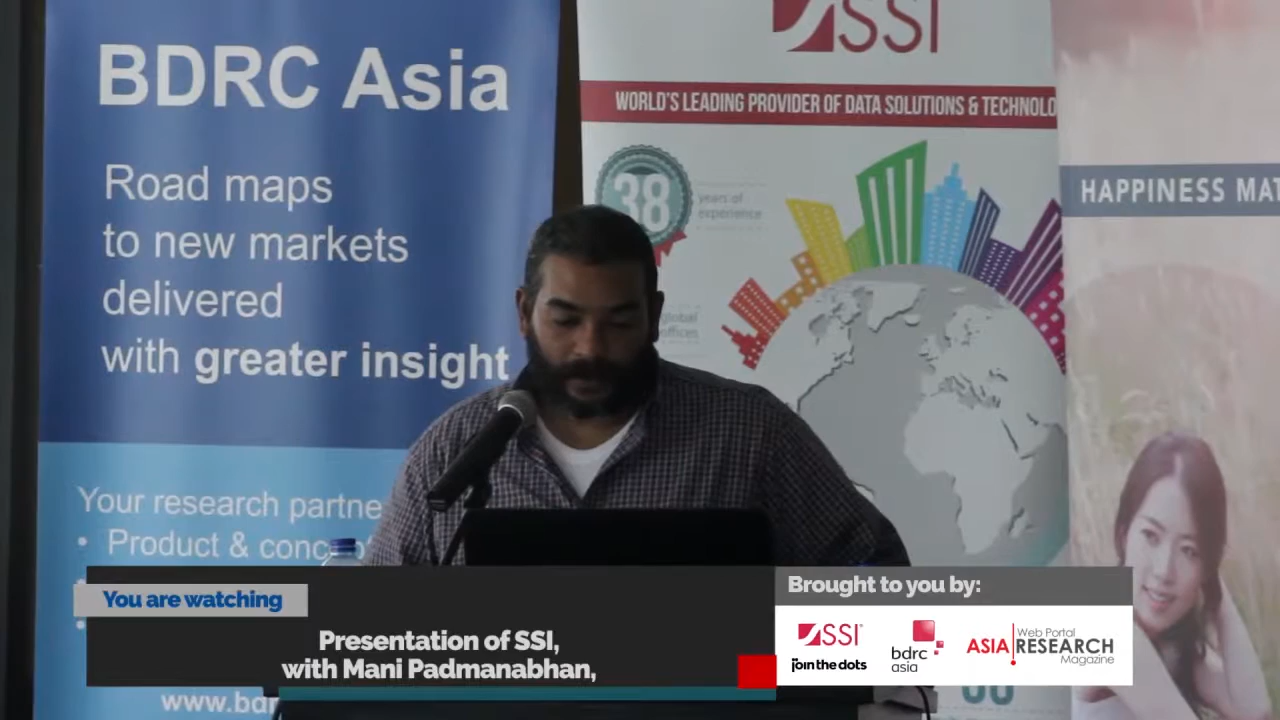 BDRC Asia
Road maps
to new markets
delivered
with greater insight
Your research partne
• Product & conc
www.bdr
SSI
WORLD'S LEADING PROVIDER OF DATA SOLUTIONS & TECHNOLO
38
years of
experience
global
offices
HAPPINESS MAT
You are watching
Presentation of SSI,
with Mani Padmanabhan,
Brought to you by:
SSI
join the dots
bdrc
asia
Web Portal
ASIA RESEARCH
Magazine